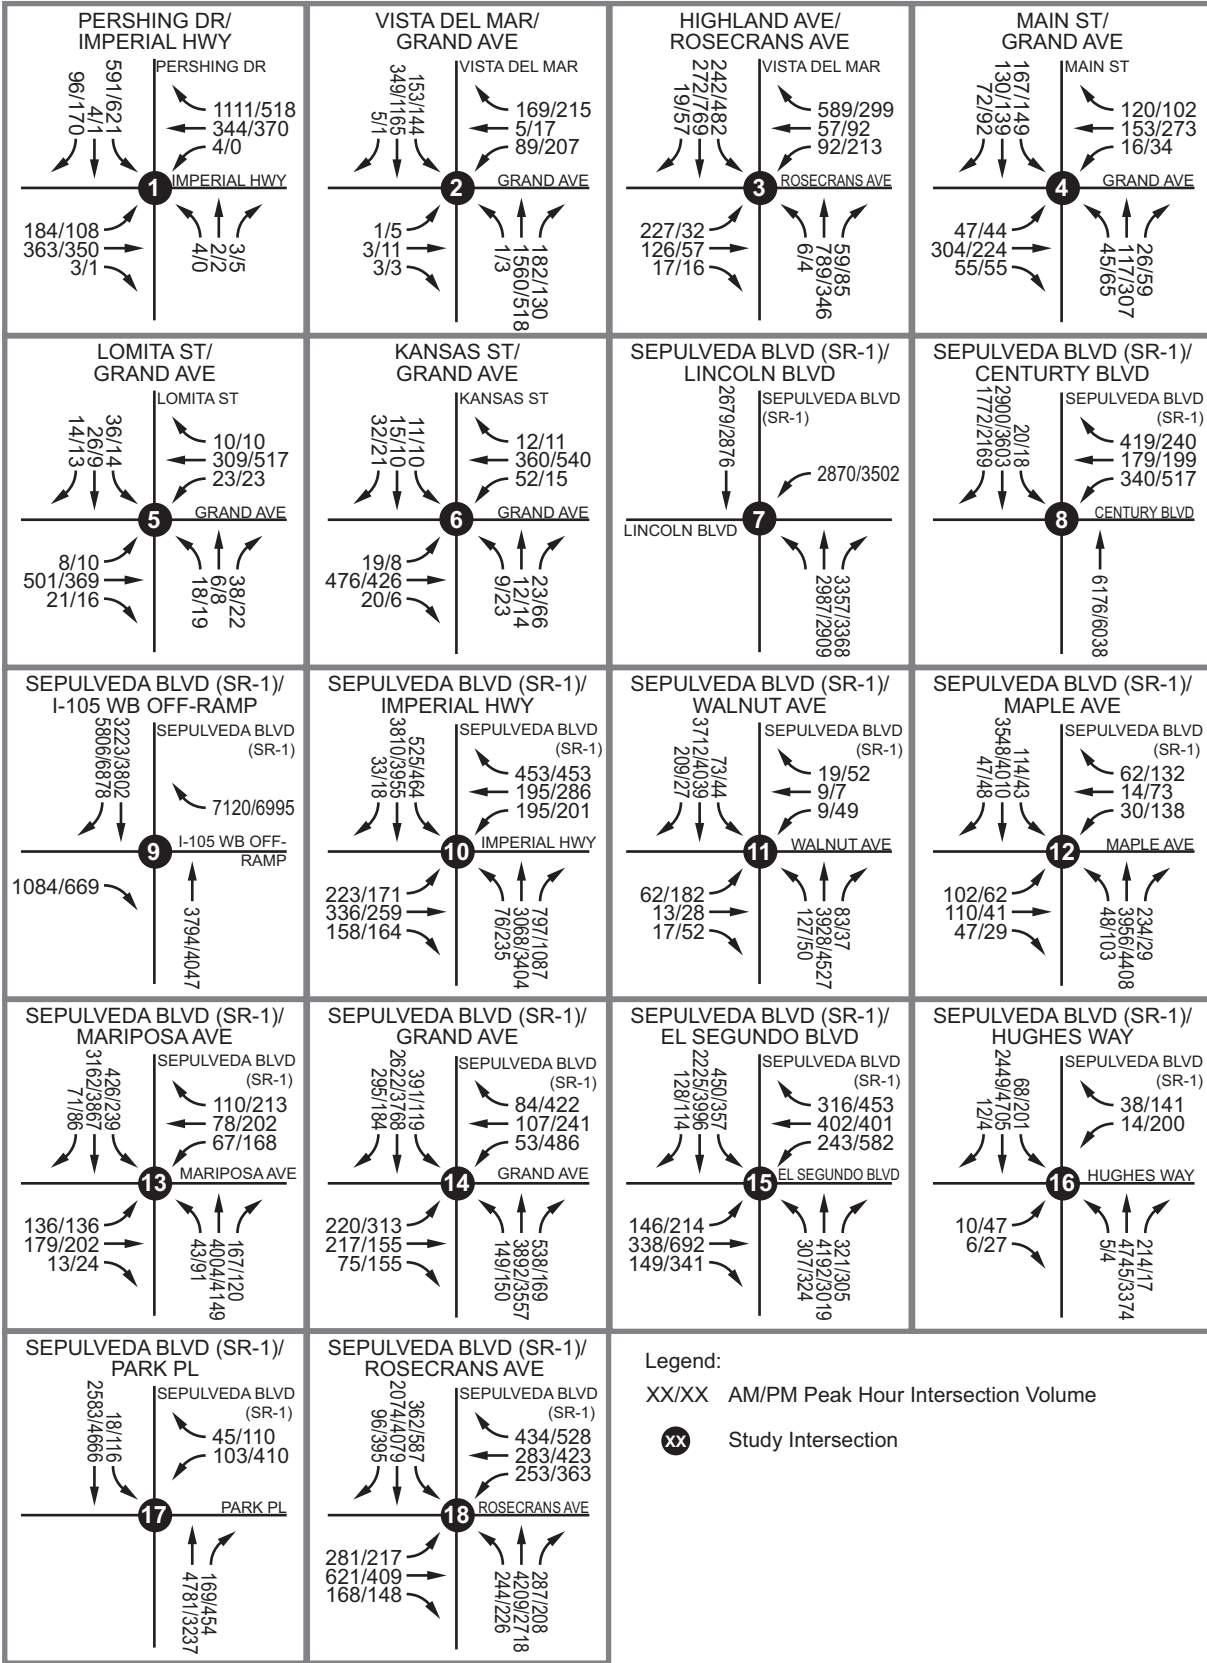 PERSHING DR/
IMPERIAL HWY
PERSHING DR
96/170
4/1
591/621
1111/518
344/370
4/0
1
IMPERIAL HWY
184/108
363/350
3/1
4/0
2/2
3/5
VISTA DEL MAR/
GRAND AVE
VISTA DEL MAR
5/1
349/1165
153/144
169/215
5/17
89/207
2
GRAND AVE
1/5
3/11
3/3
1/3
1560/518
182/130
HIGHLAND AVE/
ROSECRANS AVE
VISTA DEL MAR
19/57
272/769
242/482
589/299
57/92
92/213
3
ROSECRANS AVE
227/32
126/57
17/16
6/4
789/346
59/85
MAIN ST/
GRAND AVE
MAIN ST
72/92
130/139
167/149
120/102
153/273
16/34
4
GRAND AVE
47/44
304/224
55/55
45/65
117/307
26/59
LOMITA ST/
GRAND AVE
LOMITA ST
14/13
26/9
36/14
10/10
309/517
23/23
5
GRAND AVE
8/10
501/369
21/16
18/19
6/8
38/22
KANSAS ST/
GRAND AVE
KANSAS ST
32/21
15/10
11/10
12/11
360/540
52/15
6
GRAND AVE
19/8
476/426
20/6
9/23
12/14
23/66
SEPULVEDA BLVD (SR-1)/
LINCOLN BLVD
SEPULVEDA BLVD
(SR-1)
2679/2876
2870/3502
7
LINCOLN BLVD
2987/2909
3357/3368
SEPULVEDA BLVD (SR-1)/
CENTURTY BLVD
SEPULVEDA BLVD
(SR-1)
1772/2169
2900/3603
20/18
419/240
179/199
340/517
8
CENTURY BLVD
6176/6038
SEPULVEDA BLVD (SR-1)/
I-105 WB OFF-RAMP
SEPULVEDA BLVD
(SR-1)
5806/6878
3223/3802
7120/6995
9
I-105 WB OFF-
RAMP
1084/669
3794/4047
SEPULVEDA BLVD (SR-1)/
IMPERIAL HWY
SEPULVEDA BLVD
(SR-1)
33/18
3810/3955
525/464
453/453
195/286
195/201
10
IMPERIAL HWY
223/171
336/259
158/164
76/235
3068/3404
797/1087
SEPULVEDA BLVD (SR-1)/
WALNUT AVE
SEPULVEDA BLVD
(SR-1)
209/27
3712/4039
73/44
19/52
9/7
9/49
11
WALNUT AVE
62/182
13/28
17/52
127/50
3928/4527
83/37
SEPULVEDA BLVD (SR-1)/
MAPLE AVE
SEPULVEDA BLVD
(SR-1)
47/48
3548/4010
114/43
62/132
14/73
30/138
12
MAPLE AVE
102/62
110/41
47/29
48/103
3956/4408
234/29
SEPULVEDA BLVD (SR-1)/
MARIPOSA AVE
SEPULVEDA BLVD
(SR-1)
71/86
3162/3867
426/239
110/213
78/202
67/168
13
MARIPOSA AVE
136/136
179/202
13/24
43/91
4004/4149
167/120
SEPULVEDA BLVD (SR-1)/
GRAND AVE
SEPULVEDA BLVD
(SR-1)
295/184
2622/3768
391/119
84/422
107/241
53/486
14
GRAND AVE
220/313
217/155
75/155
149/150
3892/3557
538/169
SEPULVEDA BLVD (SR-1)/
EL SEGUNDO BLVD
SEPULVEDA BLVD
(SR-1)
128/114
2225/3996
450/357
316/453
402/401
243/582
15
EL SEGUNDO BLVD
146/214
338/692
149/341
307/324
4192/3019
321/305
SEPULVEDA BLVD (SR-1)/
HUGHES WAY
SEPULVEDA BLVD
(SR-1)
12/4
2449/4705
68/201
38/141
14/200
16
HUGHES WAY
10/47
6/27
5/4
4745/3374
214/17
SEPULVEDA BLVD (SR-1)/
PARK PL
SEPULVEDA BLVD
(SR-1)
2583/4666
18/116
45/110
103/410
17
PARK PL
4781/3237
169/454
SEPULVEDA BLVD (SR-1)/
ROSECRANS AVE
SEPULVEDA BLVD
(SR-1)
96/395
2074/4079
362/587
434/528
283/423
253/363
18
ROSECRANS AVE
281/217
621/409
168/148
244/226
4209/2718
287/208
Legend:
XX/XX AM/PM Peak Hour Intersection Volume
XX Study Intersection